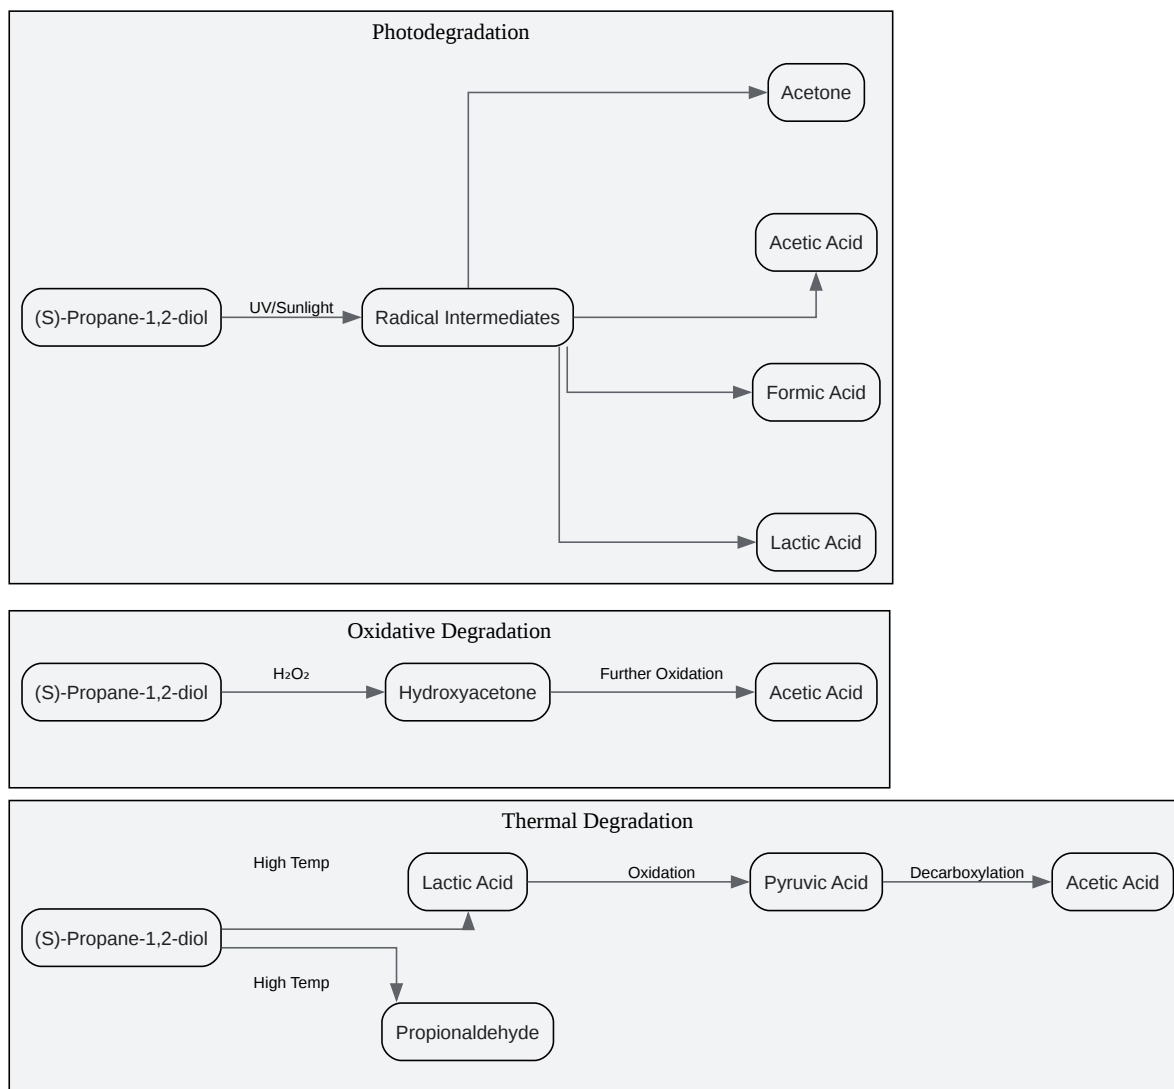 Photodegradation
Acetone
Acetic Acid
(S)-Propane-1,2-diol
UV/Sunlight
Radical Intermediates
Formic Acid
Lactic Acid
Oxidative Degradation
(S)-Propane-1,2-diol
H₂O₂
Hydroxyacetone
Further Oxidation
Acetic Acid
Thermal Degradation
High Temp
Lactic Acid
Oxidation
Pyruvic Acid
Decarboxylation
Acetic Acid
(S)-Propane-1,2-diol
High Temp
Propionaldehyde